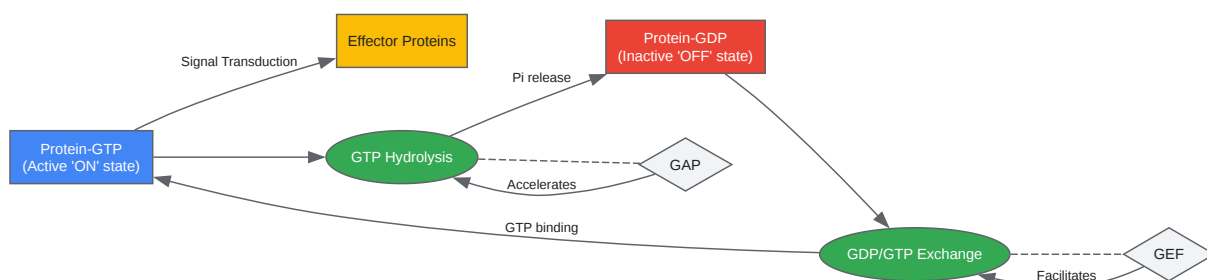 Effector Proteins
Protein-GDP
(Inactive 'OFF' state)
Signal Transduction
Pi release
Protein-GTP
(Active 'ON' state)
GTP Hydrolysis
GAP
Accelerates
GTP binding
GDP/GTP Exchange
GEF
Facilitates